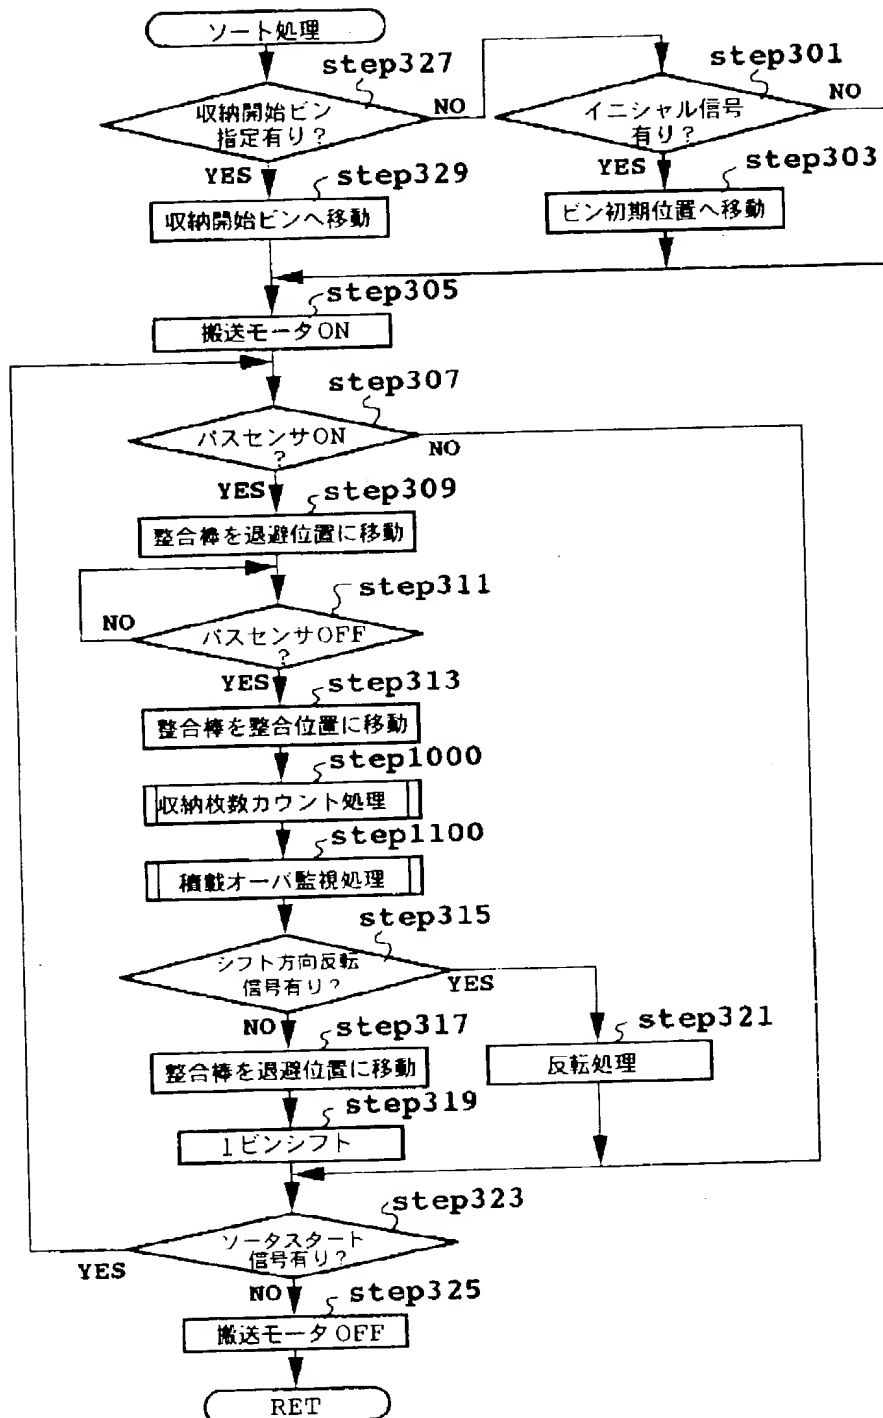 ソート処理
step327
収納開始ビン
指定有り?
NO
YES
step301
イニシャル信号
有り?
NO
YES
step329
収納開始ビンへ移動
step303
ビン初期位置へ移動
step305
搬送モータON
step307
パスセンサON
?
NO
YES
step309
整合棒を退避位置に移動
step311
パスセンサOFF
?
NO
YES
step313
整合棒を整合位置に移動
step1000
収納枚数カウント処理
step1100
積載オーバ監視処理
step315
シフト方向反転
信号有り?
YES
NO
step317
整合棒を退避位置に移動
step321
反転処理
step319
1ビンシフト
step323
ソータスタート
信号有り?
YES
NO
step325
搬送モータOFF
RET